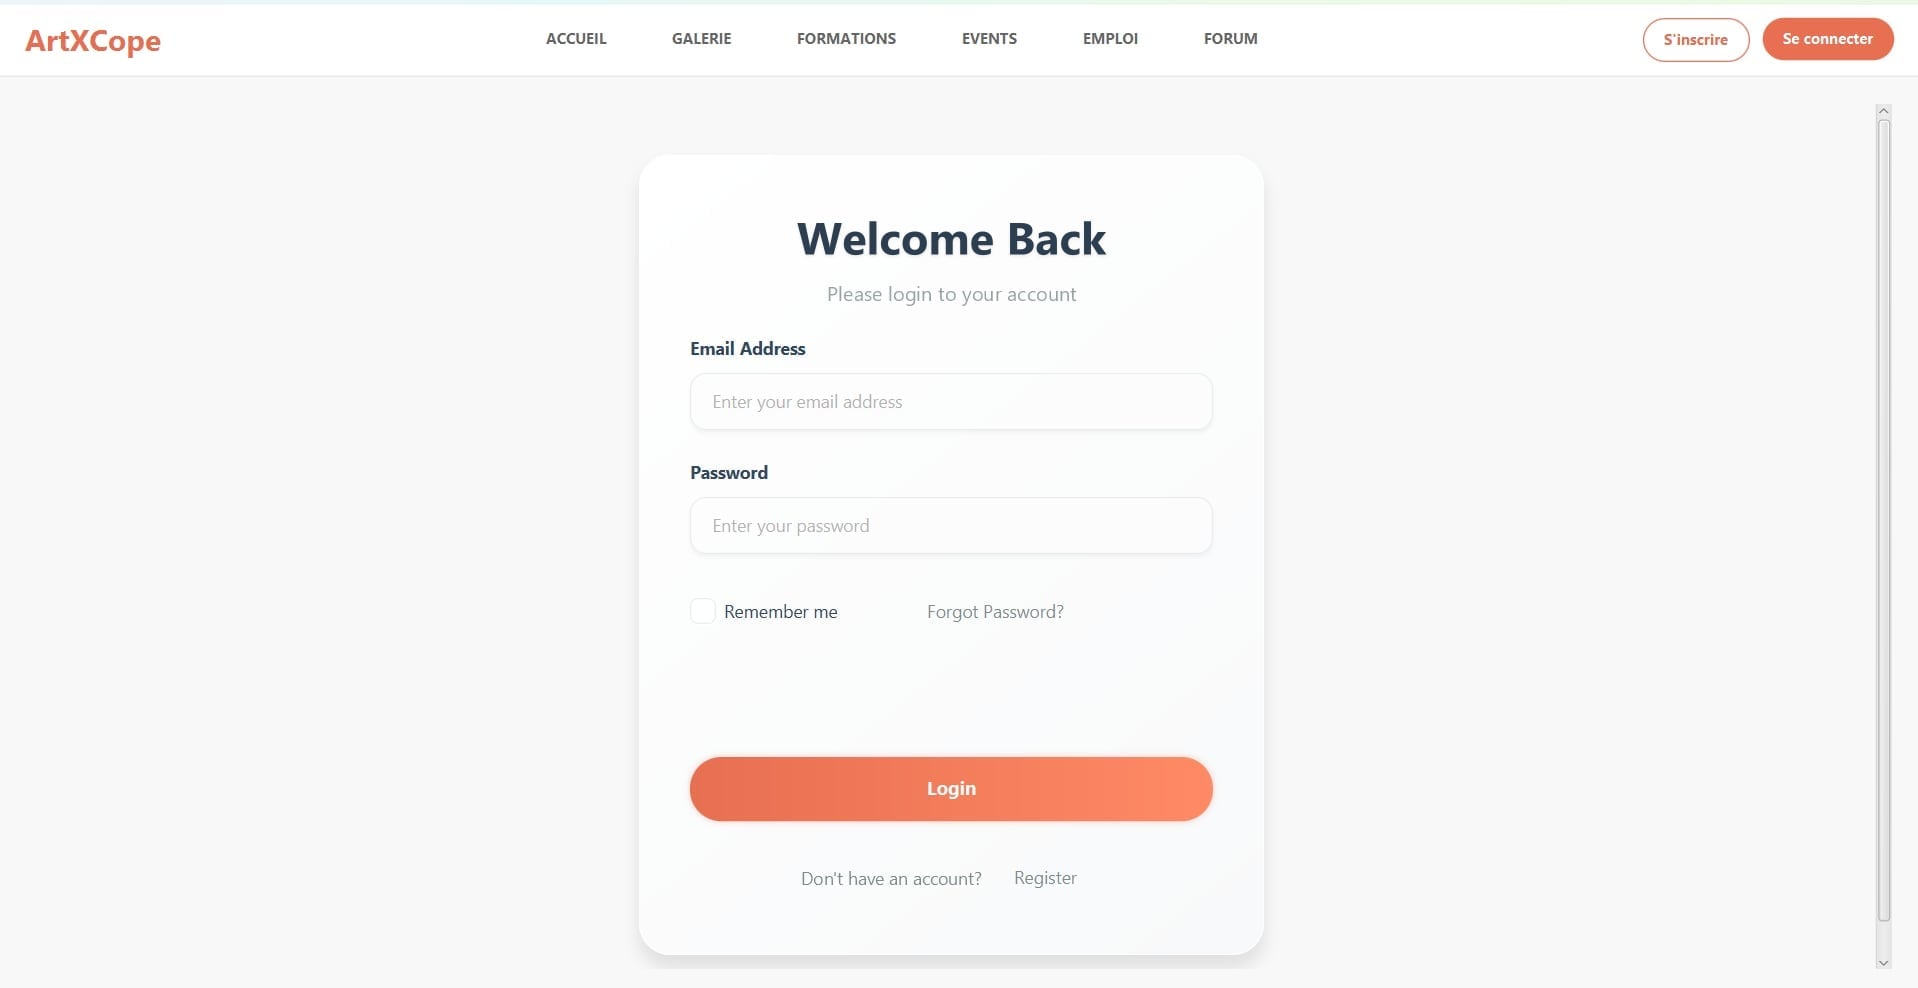 ArtXCope
ACCUEIL GALERIE FORMATIONS EVENTS EMPLOI FORUM
S'inscrire Se connecter
Welcome Back
Please login to your account
Email Address
Enter your email address
Password
Enter your password
Remember me Forgot Password?
Login
Don't have an account? Register